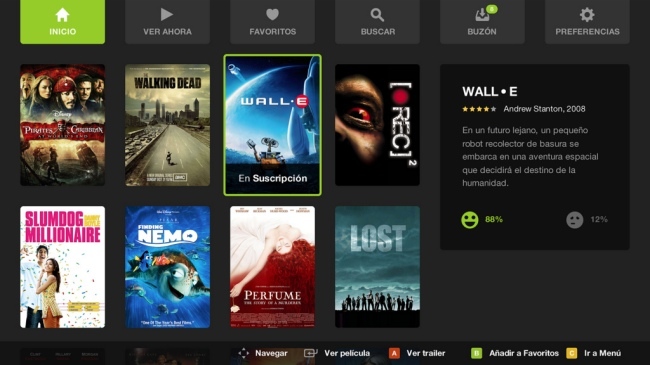 INICIO
VER AHORA
FAVORITOS
BUSCAR
BUZÓN
PREFERENCIAS
Disney
PIRATES of the CARIBBEAN
AT WORLD'S END
THE
WALKING DEAD
amc
WALL•E
En Suscripción
[REC]²
WALL • E
Andrew Stanton, 2008
En un futuro lejano, un pequeño
robot recolector de basura se
embarca en una aventura espacial
que decidirá el destino de la
humanidad.
88%
12%
SLUMDOG
MILLIONAIRE
PIXAR
FINDING
NEMO
PERFUME
THE STORY OF A MURDERER
LOST
Navegar
Ver película
A
Ver trailer
B
Añadir a Favoritos
C
Ir a Menú